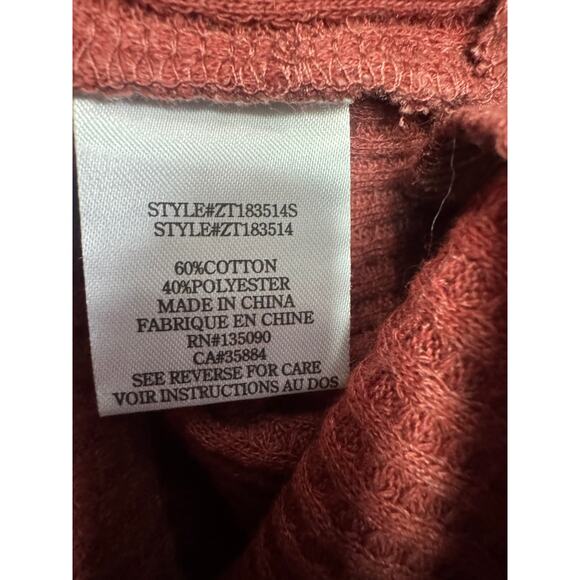 STYLE#ZT183514S
STYLE#ZT183514
60%COTTON
40%POLYESTER
MADE IN CHINA
FABRIQUE EN CHINE
RN#135090
CA#35884
SEE REVERSE FOR CARE
VOIR INSTRUCTIONS AU DOS